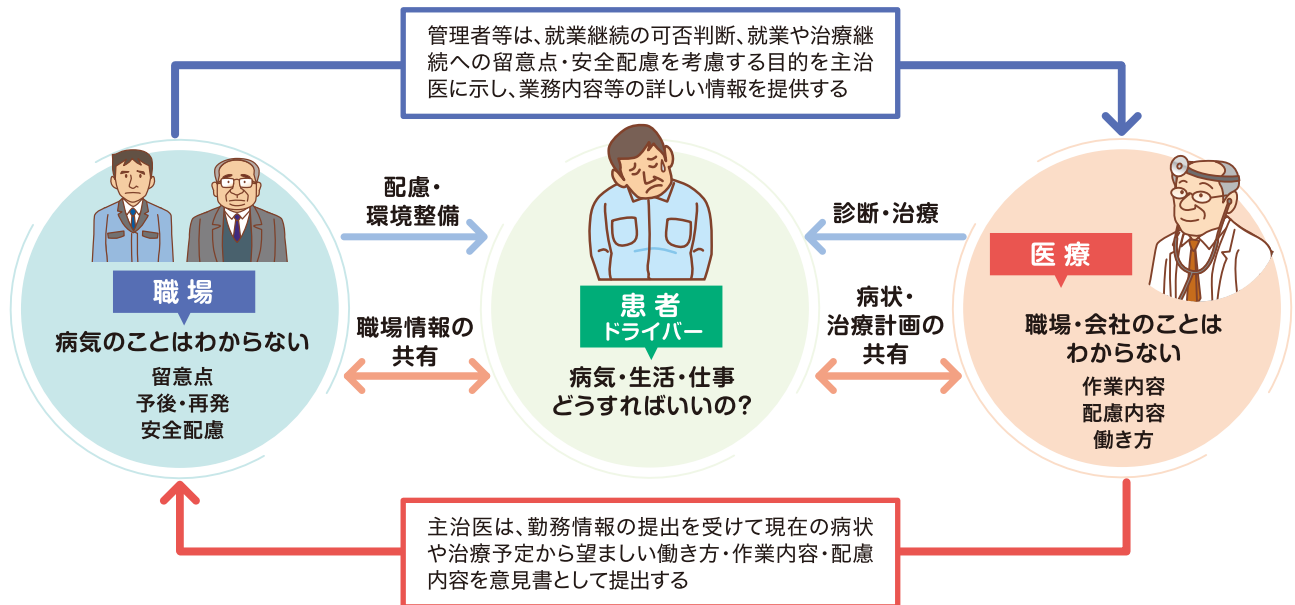 管理者等は、就業継続の可否判断、就業や治療継
続への留意点・安全配慮を考慮する目的を主治
医に示し、業務内容等の詳しい情報を提供する
配慮・
環境整備
診断・治療
職場
病気のことはわからない
留意点
予後・再発
安全配慮
職場情報の
共有
患者
ドライバー
病気・生活・仕事
どうすればいいの?
病状・
治療計画の
共有
医療
職場・会社のことは
わからない
作業内容
配慮内容
働き方
主治医は、勤務情報の提出を受けて現在の病状
や治療予定から望ましい働き方・作業内容・配慮
内容を意見書として提出する